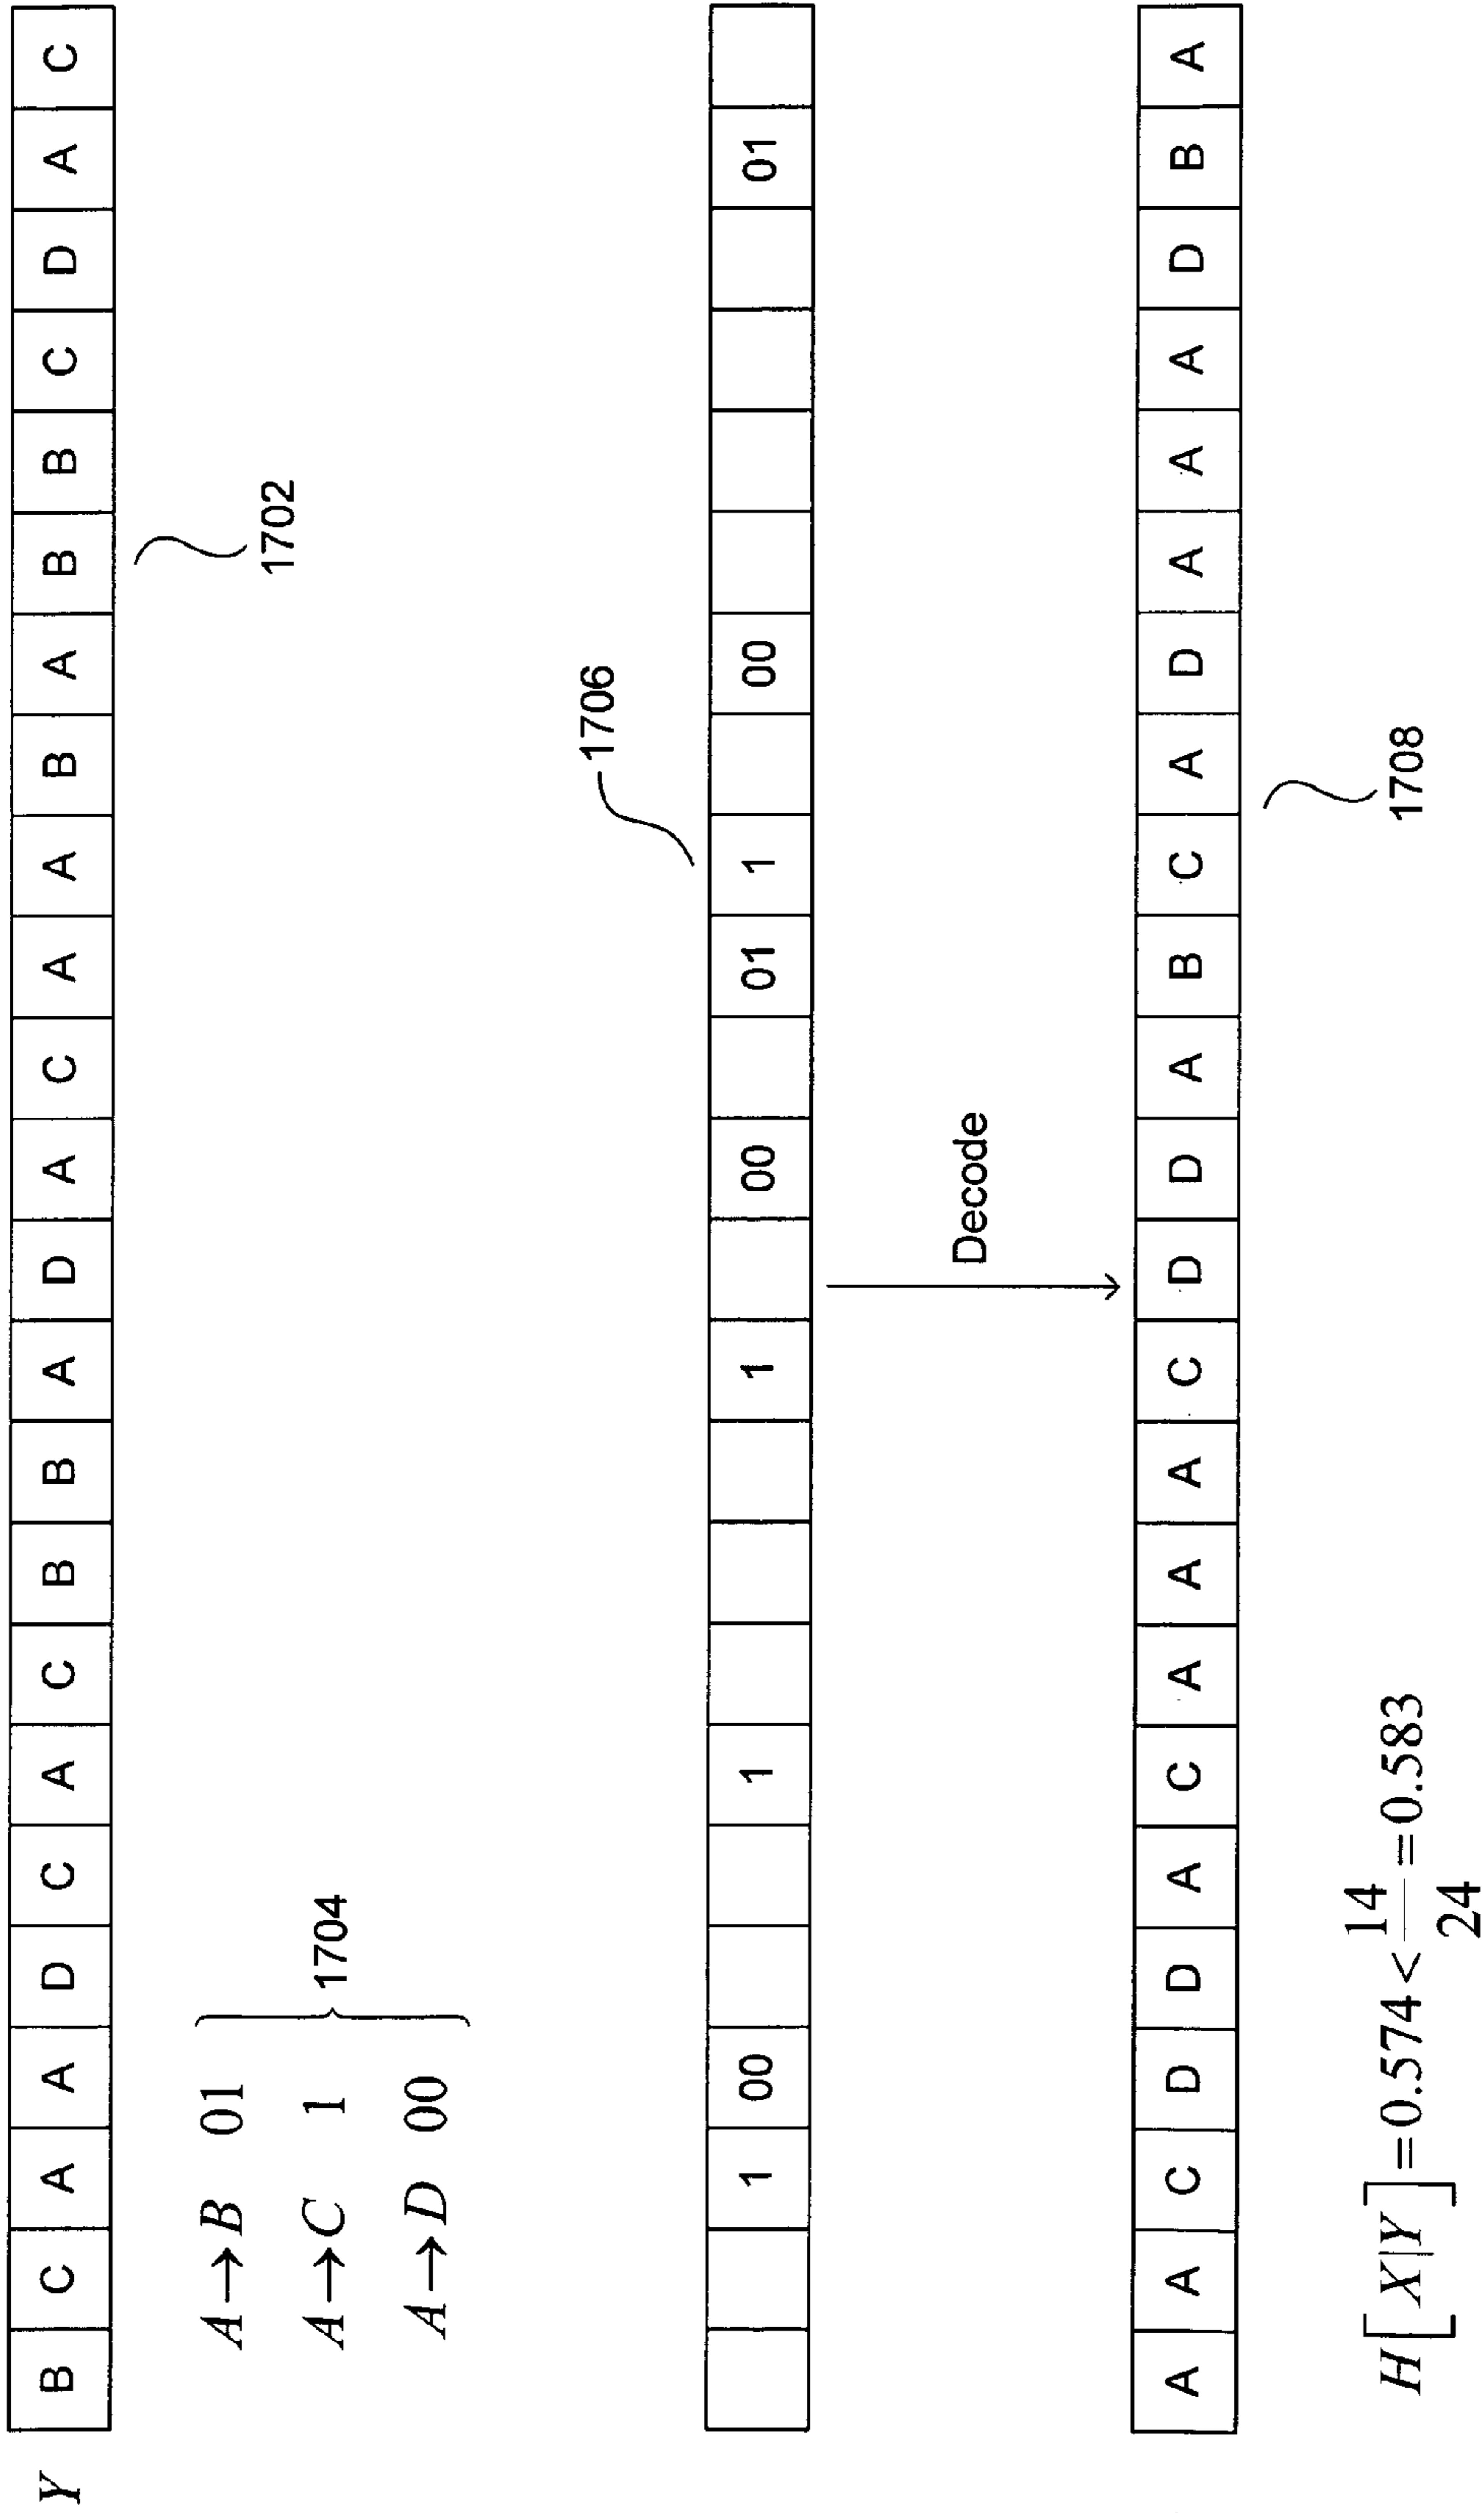 Y B C A A D C A C B B A D A C A A B A B B C D A C
1702
A→B 01
A→C 1
A→D 00
1704
1706
1 00 1 1 00 01 1 00 01
Decode
A A C D D A C A A A C D D A B C A D A A A D B A
1708
H[X|Y]=0.574<14/24=0.583